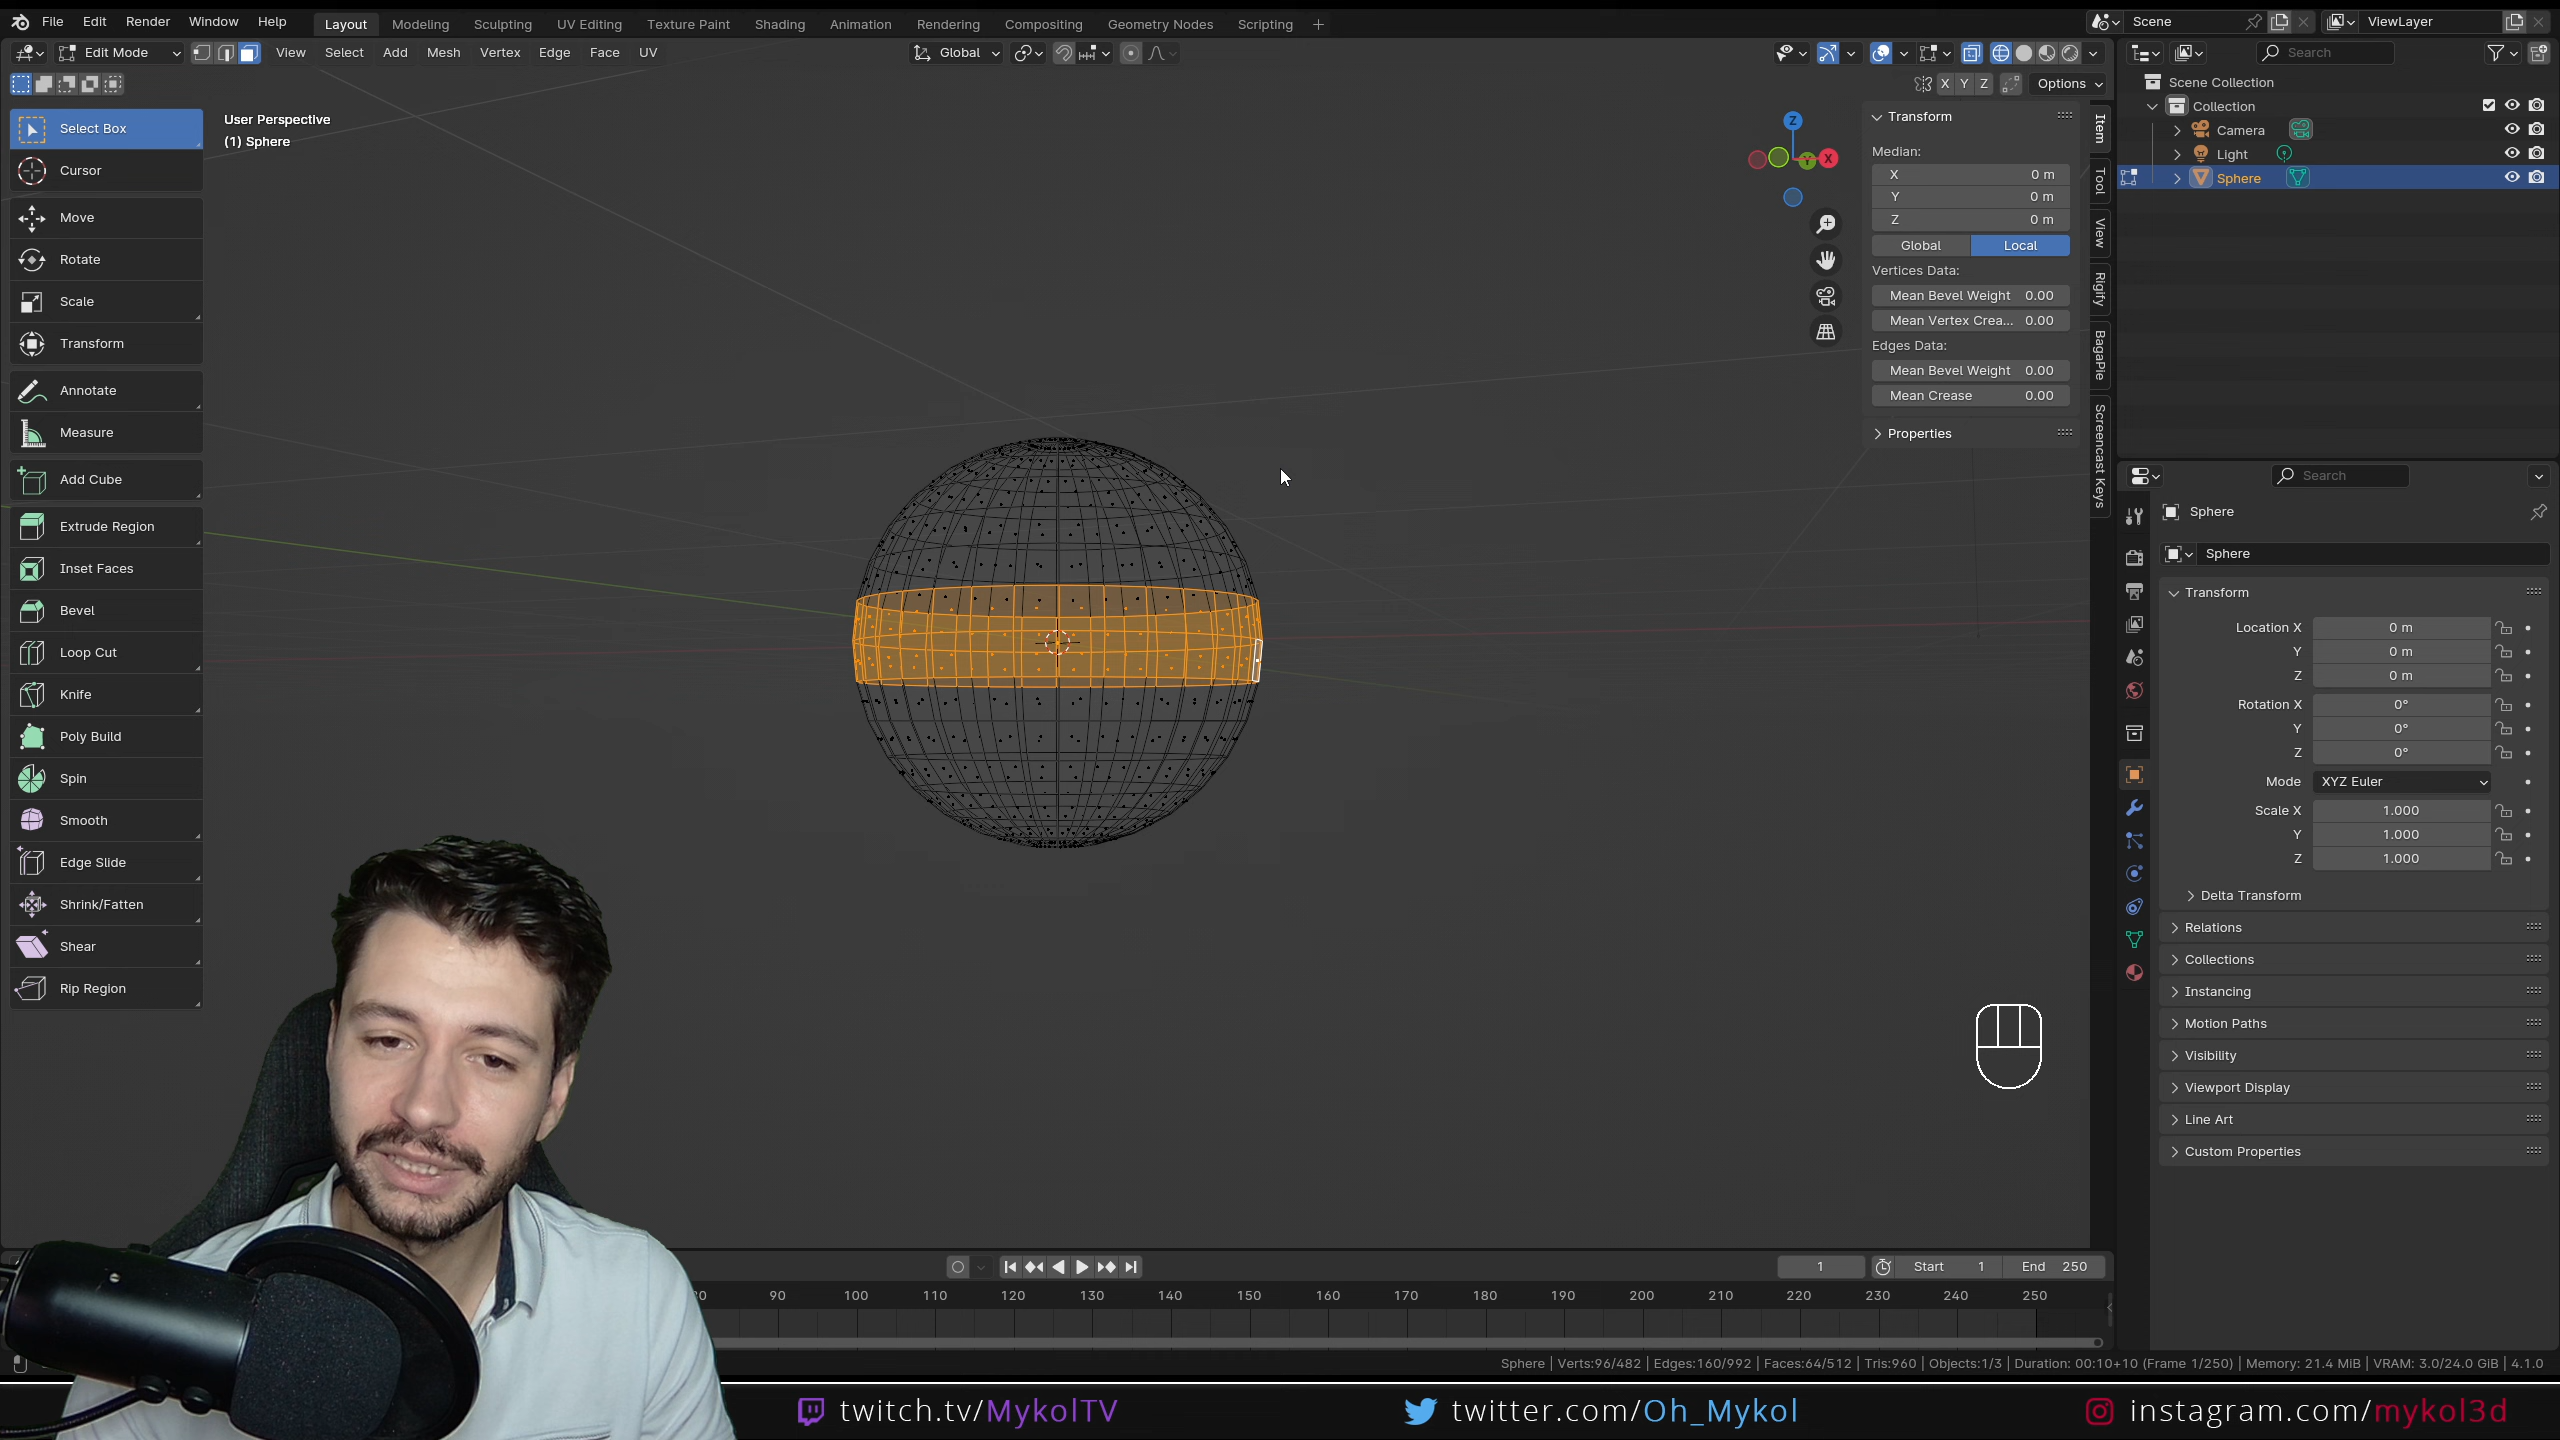 File Edit Render Window Help Layout Modeling Sculpting UV Editing Texture Paint Shading Animation Rendering Compositing Geometry Nodes Scripting Scene ViewLayer
Edit Mode View Select Add Mesh Vertex Edge Face UV Global Search
X Y Z Options
User Perspective
(1) Sphere
Select Box
Cursor
Move
Rotate
Scale
Transform
Annotate
Measure
Add Cube
Extrude Region
Inset Faces
Bevel
Loop Cut
Knife
Poly Build
Spin
Smooth
Edge Slide
Shrink/Fatten
Shear
Rip Region
Z
Y
X
Transform
Median:
X 0 m
Y 0 m
Z 0 m
Global Local
Vertices Data:
Mean Bevel Weight 0.00
Mean Vertex Crea... 0.00
Edges Data:
Mean Bevel Weight 0.00
Mean Crease 0.00
Properties
Item
Tool
View
Rigify
BagaPie
Screencast Keys
Scene Collection
Collection
Camera
Light
Sphere
Search
Sphere
Sphere
Transform
Location X 0 m
Y 0 m
Z 0 m
Rotation X 0°
Y 0°
Z 0°
Mode XYZ Euler
Scale X 1.000
Y 1.000
Z 1.000
Delta Transform
Relations
Collections
Instancing
Motion Paths
Visibility
Viewport Display
Line Art
Custom Properties
1 Start 1 End 250
90 100 110 120 130 140 150 160 170 180 190 200 210 220 230 240 250
Sphere | Verts:96/482 | Edges:160/992 | Faces:64/512 | Tris:960 | Objects:1/3 | Duration: 00:10+10 (Frame 1/250) | Memory: 21.4 MiB | VRAM: 3.0/24.0 GiB | 4.1.0
twitch.tv/MykolTV twitter.com/Oh_Mykol instagram.com/mykol3d